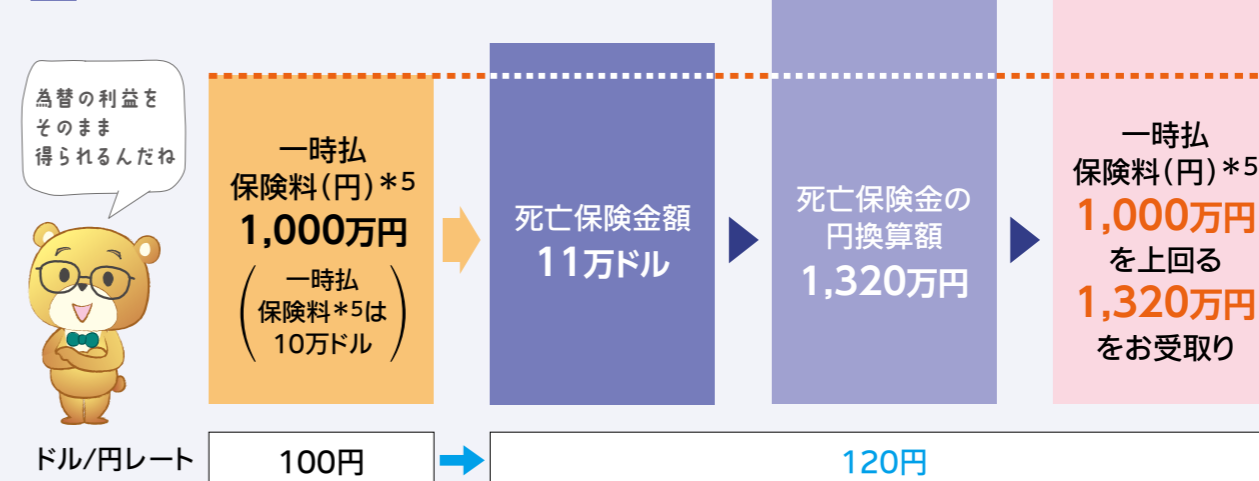 為替の利益を
そのまま
得られるんだね
一時払
保険料(円)*5
1,000万円
一時払
保険料*5は
10万ドル
死亡保険金額
11万ドル
死亡保険金の
円換算額
1,320万円
一時払
保険料(円)*5
1,000万円
を上回る
1,320万円
をお受取り
ドル/円レート
100円
120円